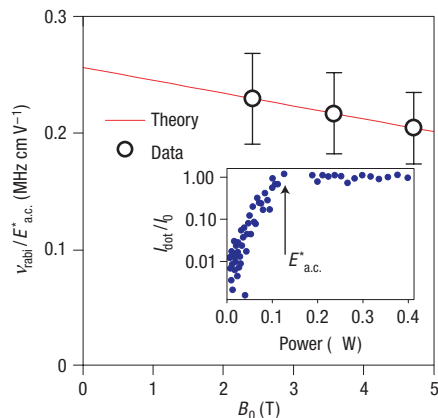 0.3
0.2
0.1
0
0 1 2 3 4 5
ν_rabi/E*_a.c. (MHz cm V⁻¹)
B₀ (T)
Theory
Data
1.00
0.10
0.01
I_dot/I₀
E*_a.c.
0.0 0.1 0.2 0.3 0.4
Power ( W)